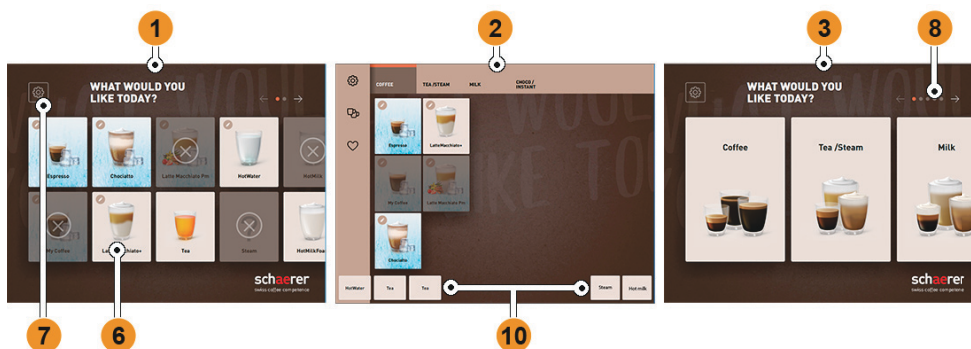 1
2
3
8
WHAT WOULD YOU
LIKE TODAY?
Espresso
Chociatto
Latte Macchiato Pm
HotWater
HotMilk
My Coffee
Tea
Steam
HotMilkFoa
schaerer
swiss coffee competence
7
6
COFFEE
TEA/STEAM
MILK
CHOCO /
INSTANT
Espresso
LatteMacchiato+
My Coffee
Latte Macchiato Pm
Chociatto
HotWater
Tea
Tea
Steam
Hot milk
10
WHAT WOULD YOU
LIKE TODAY?
Coffee
Tea /Steam
Milk
schaerer
swiss coffee competence